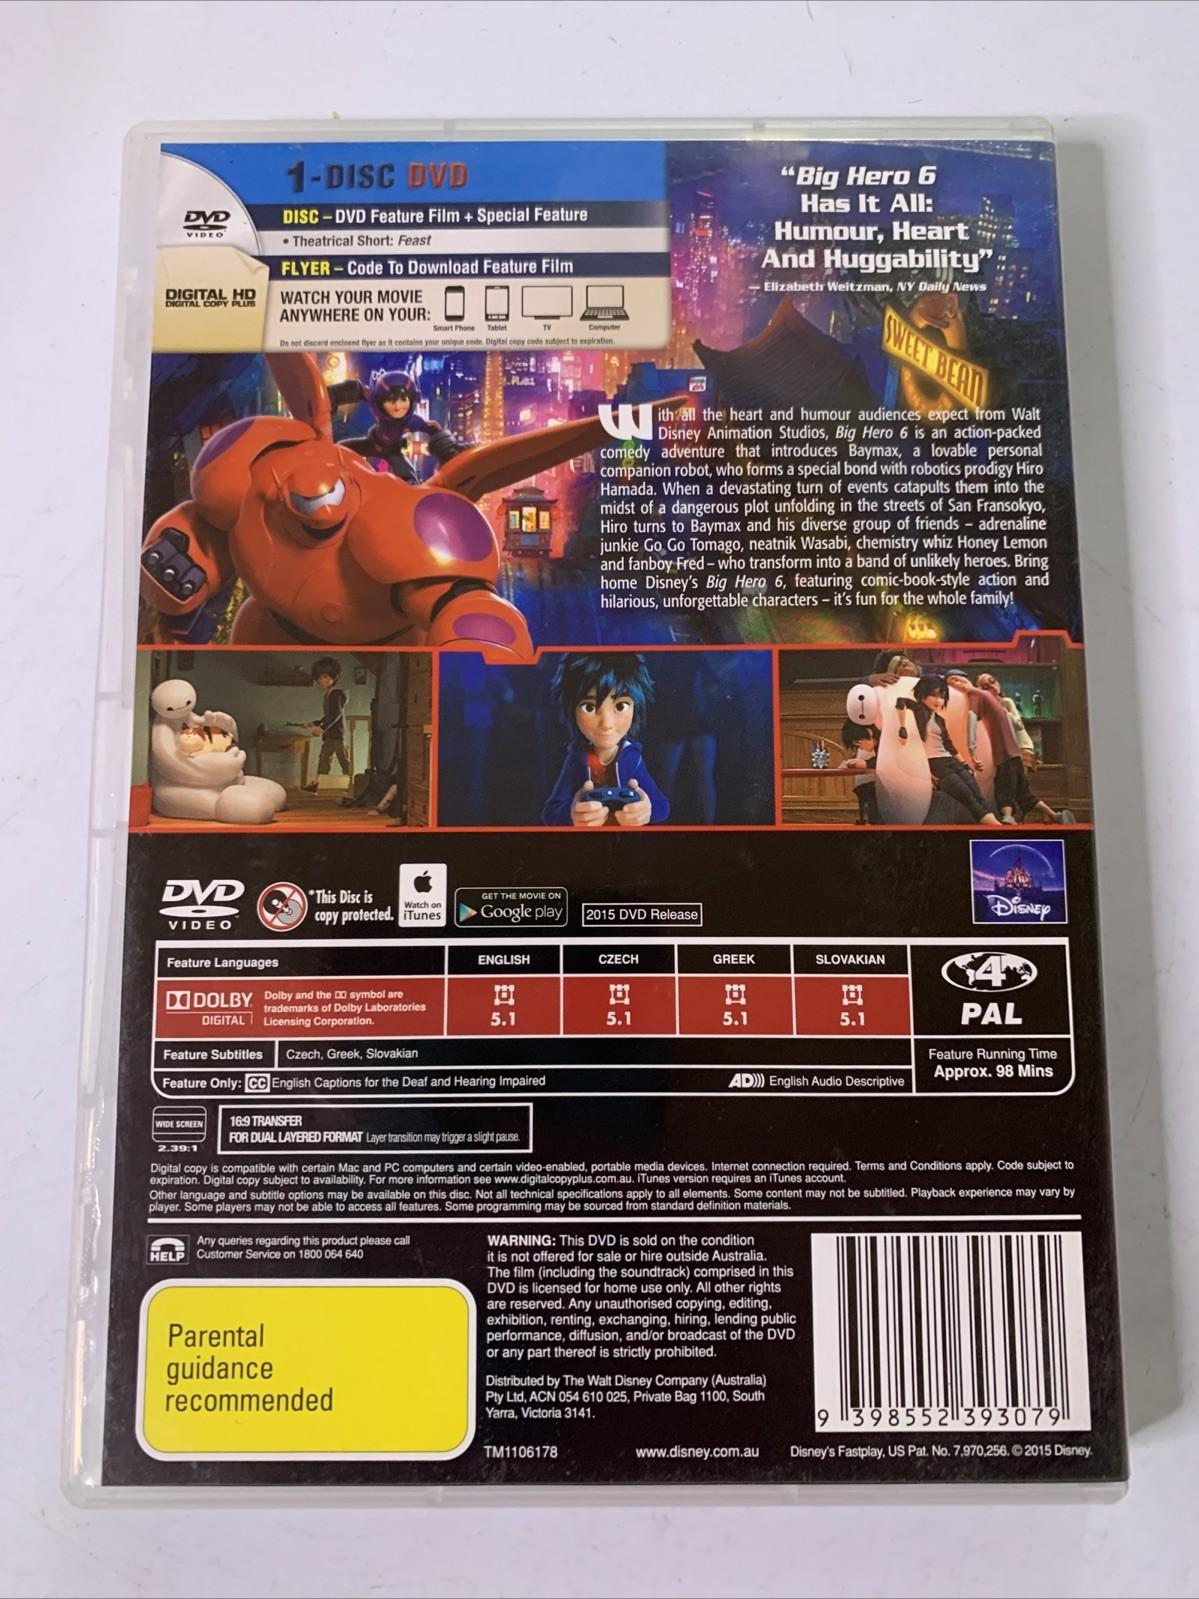 1-DISC DVD
DVD
VIDEO
DISC – DVD Feature Film + Special Feature
• Theatrical Short: Feast
FLYER – Code To Download Feature Film
DIGITAL HD
DIGITAL COPY PLUS
WATCH YOUR MOVIE
ANYWHERE ON YOUR:
Smart Phone Tablet TV Computer
Do not discard enclosed flyer as it contains your unique code. Digital copy code subject to expiration.
“Big Hero 6
Has It All:
Humour, Heart
And Huggability”
– Elizabeth Weitzman, NY Daily News
SWEET BEAN
With all the heart and humour audiences expect from Walt
Disney Animation Studios, Big Hero 6 is an action-packed
comedy adventure that introduces Baymax, a lovable personal
companion robot, who forms a special bond with robotics prodigy Hiro
Hamada. When a devastating turn of events catapults them into the
midst of a dangerous plot unfolding in the streets of San Fransokyo,
Hiro turns to Baymax and his diverse group of friends – adrenaline
junkie Go Go Tomago, neatnik Wasabi, chemistry whiz Honey Lemon
and fanboy Fred – who transform into a band of unlikely heroes. Bring
home Disney's Big Hero 6, featuring comic-book-style action and
hilarious, unforgettable characters – it's fun for the whole family!
DVD
VIDEO
*This Disc is
copy protected.
Watch on
iTunes
GET THE MOVIE ON
Google play
2015 DVD Release
Disney
Feature Languages ENGLISH CZECH GREEK SLOVAKIAN
DOLBY
DIGITAL
Dolby and the DD symbol are
trademarks of Dolby Laboratories
Licensing Corporation.
5.1 5.1 5.1 5.1
4
PAL
Feature Subtitles Czech, Greek, Slovakian
Feature Only: CC English Captions for the Deaf and Hearing Impaired
AD))) English Audio Descriptive
Feature Running Time
Approx. 98 Mins
WIDE SCREEN
2.39:1
16:9 TRANSFER
FOR DUAL LAYERED FORMAT Layer transition may trigger a slight pause.
Digital copy is compatible with certain Mac and PC computers and certain video-enabled, portable media devices. Internet connection required. Terms and Conditions apply. Code subject to
expiration. Digital copy subject to availability. For more information see www.digitalcopyplus.com.au. iTunes version requires an iTunes account.
Other language and subtitle options may be available on this disc. Not all technical specifications apply to all elements. Some content may not be subtitled. Playback experience may vary by
player. Some players may not be able to access all features. Some programming may be sourced from standard definition materials.
HELP
Any queries regarding this product please call
Customer Service on 1800 064 640
Parental
guidance
recommended
WARNING: This DVD is sold on the condition
it is not offered for sale or hire outside Australia.
The film (including the soundtrack) comprised in this
DVD is licensed for home use only. All other rights
are reserved. Any unauthorised copying, editing,
exhibition, renting, exchanging, hiring, lending public
performance, diffusion, and/or broadcast of the DVD
or any part thereof is strictly prohibited.
Distributed by The Walt Disney Company (Australia)
Pty Ltd, ACN 054 610 025, Private Bag 1100, South
Yarra, Victoria 3141.
9 398552 393079
TM1106178
www.disney.com.au
Disney's Fastplay, US Pat. No. 7,970,256. © 2015 Disney.